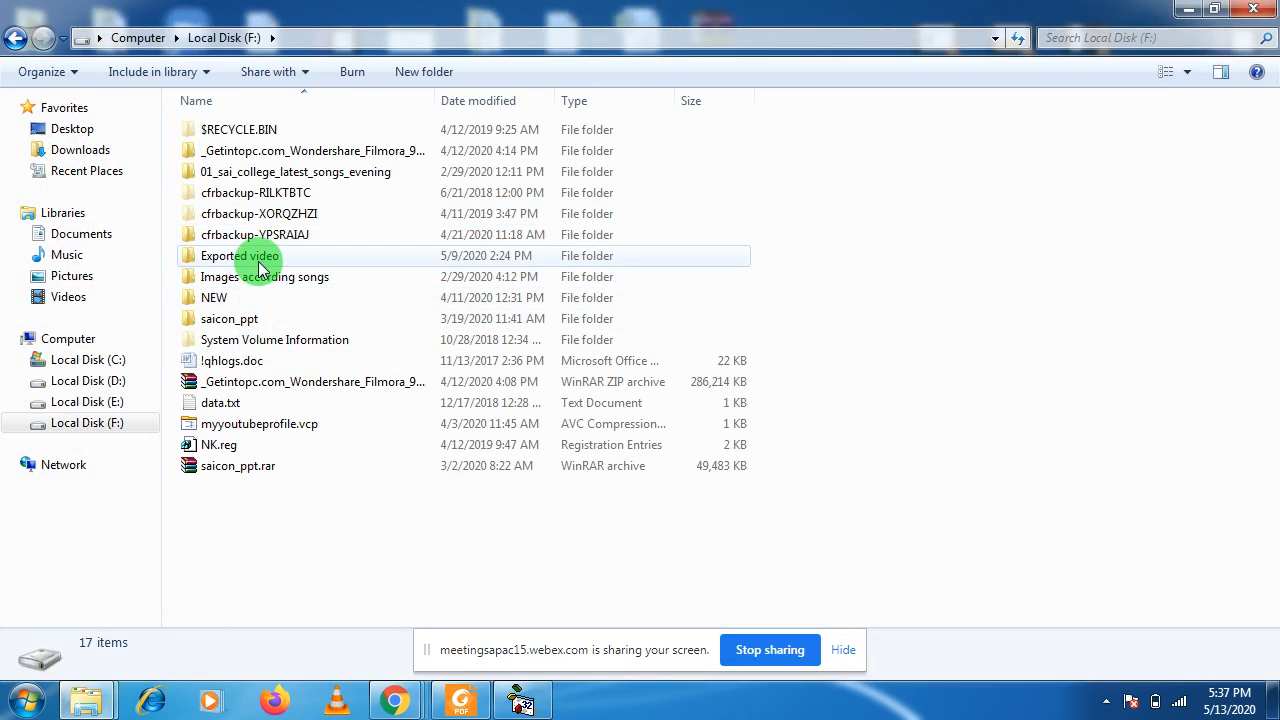 Computer Local Disk (F:) Search Local Disk (F:)
Organize Include in library Share with Burn New folder
Name Date modified Type Size
Favorites
Desktop
Downloads
Recent Places
Libraries
Documents
Music
Pictures
Videos
Computer
Local Disk (C:)
Local Disk (D:)
Local Disk (E:)
Local Disk (F:)
Network
$RECYCLE.BIN 4/12/2019 9:25 AM File folder
_Getintopc.com_Wondershare_Filmora_9... 4/12/2020 4:14 PM File folder
01_sai_college_latest_songs_evening 2/29/2020 12:11 PM File folder
cfrbackup-RILKTBTC 6/21/2018 12:00 PM File folder
cfrbackup-XORQZHZI 4/11/2019 3:47 PM File folder
cfrbackup-YPSRAIAJ 4/21/2020 11:18 AM File folder
Exported video 5/9/2020 2:24 PM File folder
Images according songs 2/29/2020 4:12 PM File folder
NEW 4/11/2020 12:31 PM File folder
saicon_ppt 3/19/2020 11:41 AM File folder
System Volume Information 10/28/2018 12:34 ... File folder
!qhlogs.doc 11/13/2017 2:36 PM Microsoft Office ... 22 KB
_Getintopc.com_Wondershare_Filmora_9... 4/12/2020 4:08 PM WinRAR ZIP archive 286,214 KB
data.txt 12/17/2018 12:28 ... Text Document 1 KB
myyoutubeprofile.vcp 4/3/2020 11:45 AM AVC Compression... 1 KB
NK.reg 4/12/2019 9:47 AM Registration Entries 2 KB
saicon_ppt.rar 3/2/2020 8:22 AM WinRAR archive 49,483 KB
17 items
meetingsapac15.webex.com is sharing your screen. Stop sharing Hide
PDF
32
5:37 PM
5/13/2020